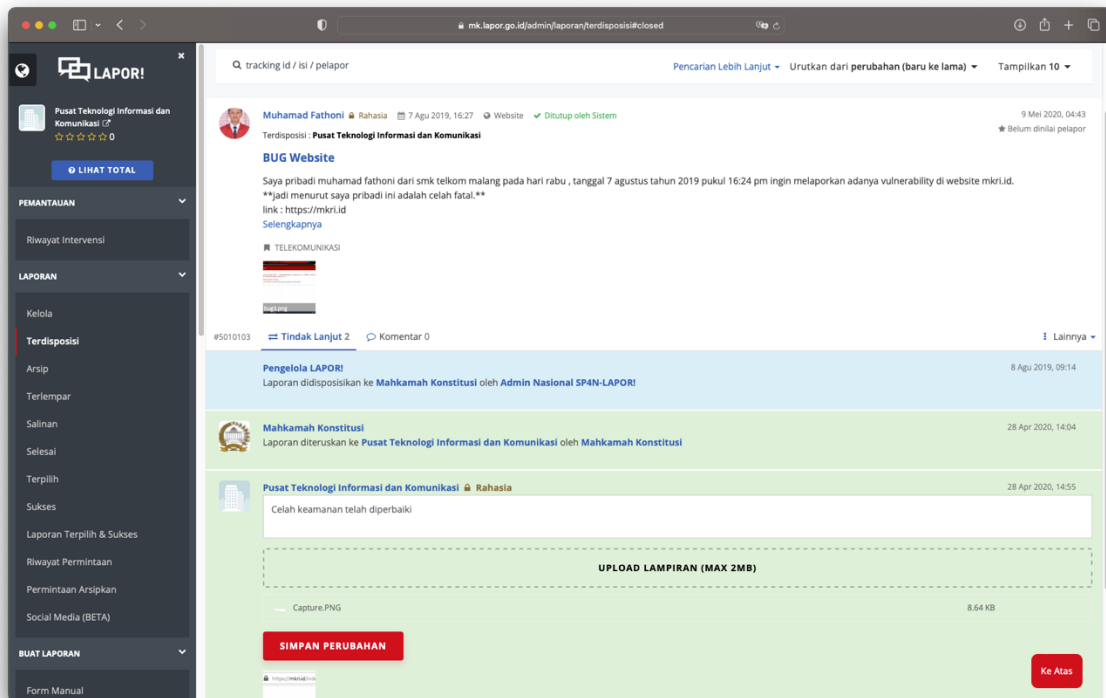 mk.lapor.go.id/admin/laporan/terdisposisi#closed
LAPOR!
×
Pusat Teknologi Informasi dan
Komunikasi
0
LIHAT TOTAL
PEMANTAUAN
Riwayat Intervensi
LAPORAN
Kelola
Terdisposisi
Arsip
Terlempar
Salinan
Selesai
Terpilih
Sukses
Laporan Terpilih & Sukses
Riwayat Permintaan
Permintaan Arsipkan
Social Media (BETA)
BUAT LAPORAN
Form Manual
tracking id / isi / pelapor
Pencarian Lebih Lanjut Urutkan dari perubahan (baru ke lama) Tampilkan 10
Muhamad Fathoni Rahasia 7 Agu 2019, 16:27 Website Ditutup oleh Sistem 9 Mei 2020, 04:43
Terdisposisi : Pusat Teknologi Informasi dan Komunikasi Belum dinilai pelapor
BUG Website
Saya pribadi muhamad fathoni dari smk telkom malang pada hari rabu , tanggal 7 agustus tahun 2019 pukul 16:24 pm ingin melaporkan adanya vulnerability di website mkri.id.
**jadi menurut saya pribadi ini adalah celah fatal.**
link : https://mkri.id
Selengkapnya
TELEKOMUNIKASI
bug3.png
#5010103 Tindak Lanjut 2 Komentar 0 Lainnya
Pengelola LAPOR! 8 Agu 2019, 09:14
Laporan didisposisikan ke Mahkamah Konstitusi oleh Admin Nasional SP4N-LAPOR!
Mahkamah Konstitusi 28 Apr 2020, 14:04
Laporan diteruskan ke Pusat Teknologi Informasi dan Komunikasi oleh Mahkamah Konstitusi
Pusat Teknologi Informasi dan Komunikasi Rahasia 28 Apr 2020, 14:55
Celah keamanan telah diperbaiki
UPLOAD LAMPIRAN (MAX 2MB)
Capture.PNG 8.64 KB
SIMPAN PERUBAHAN
Ke Atas